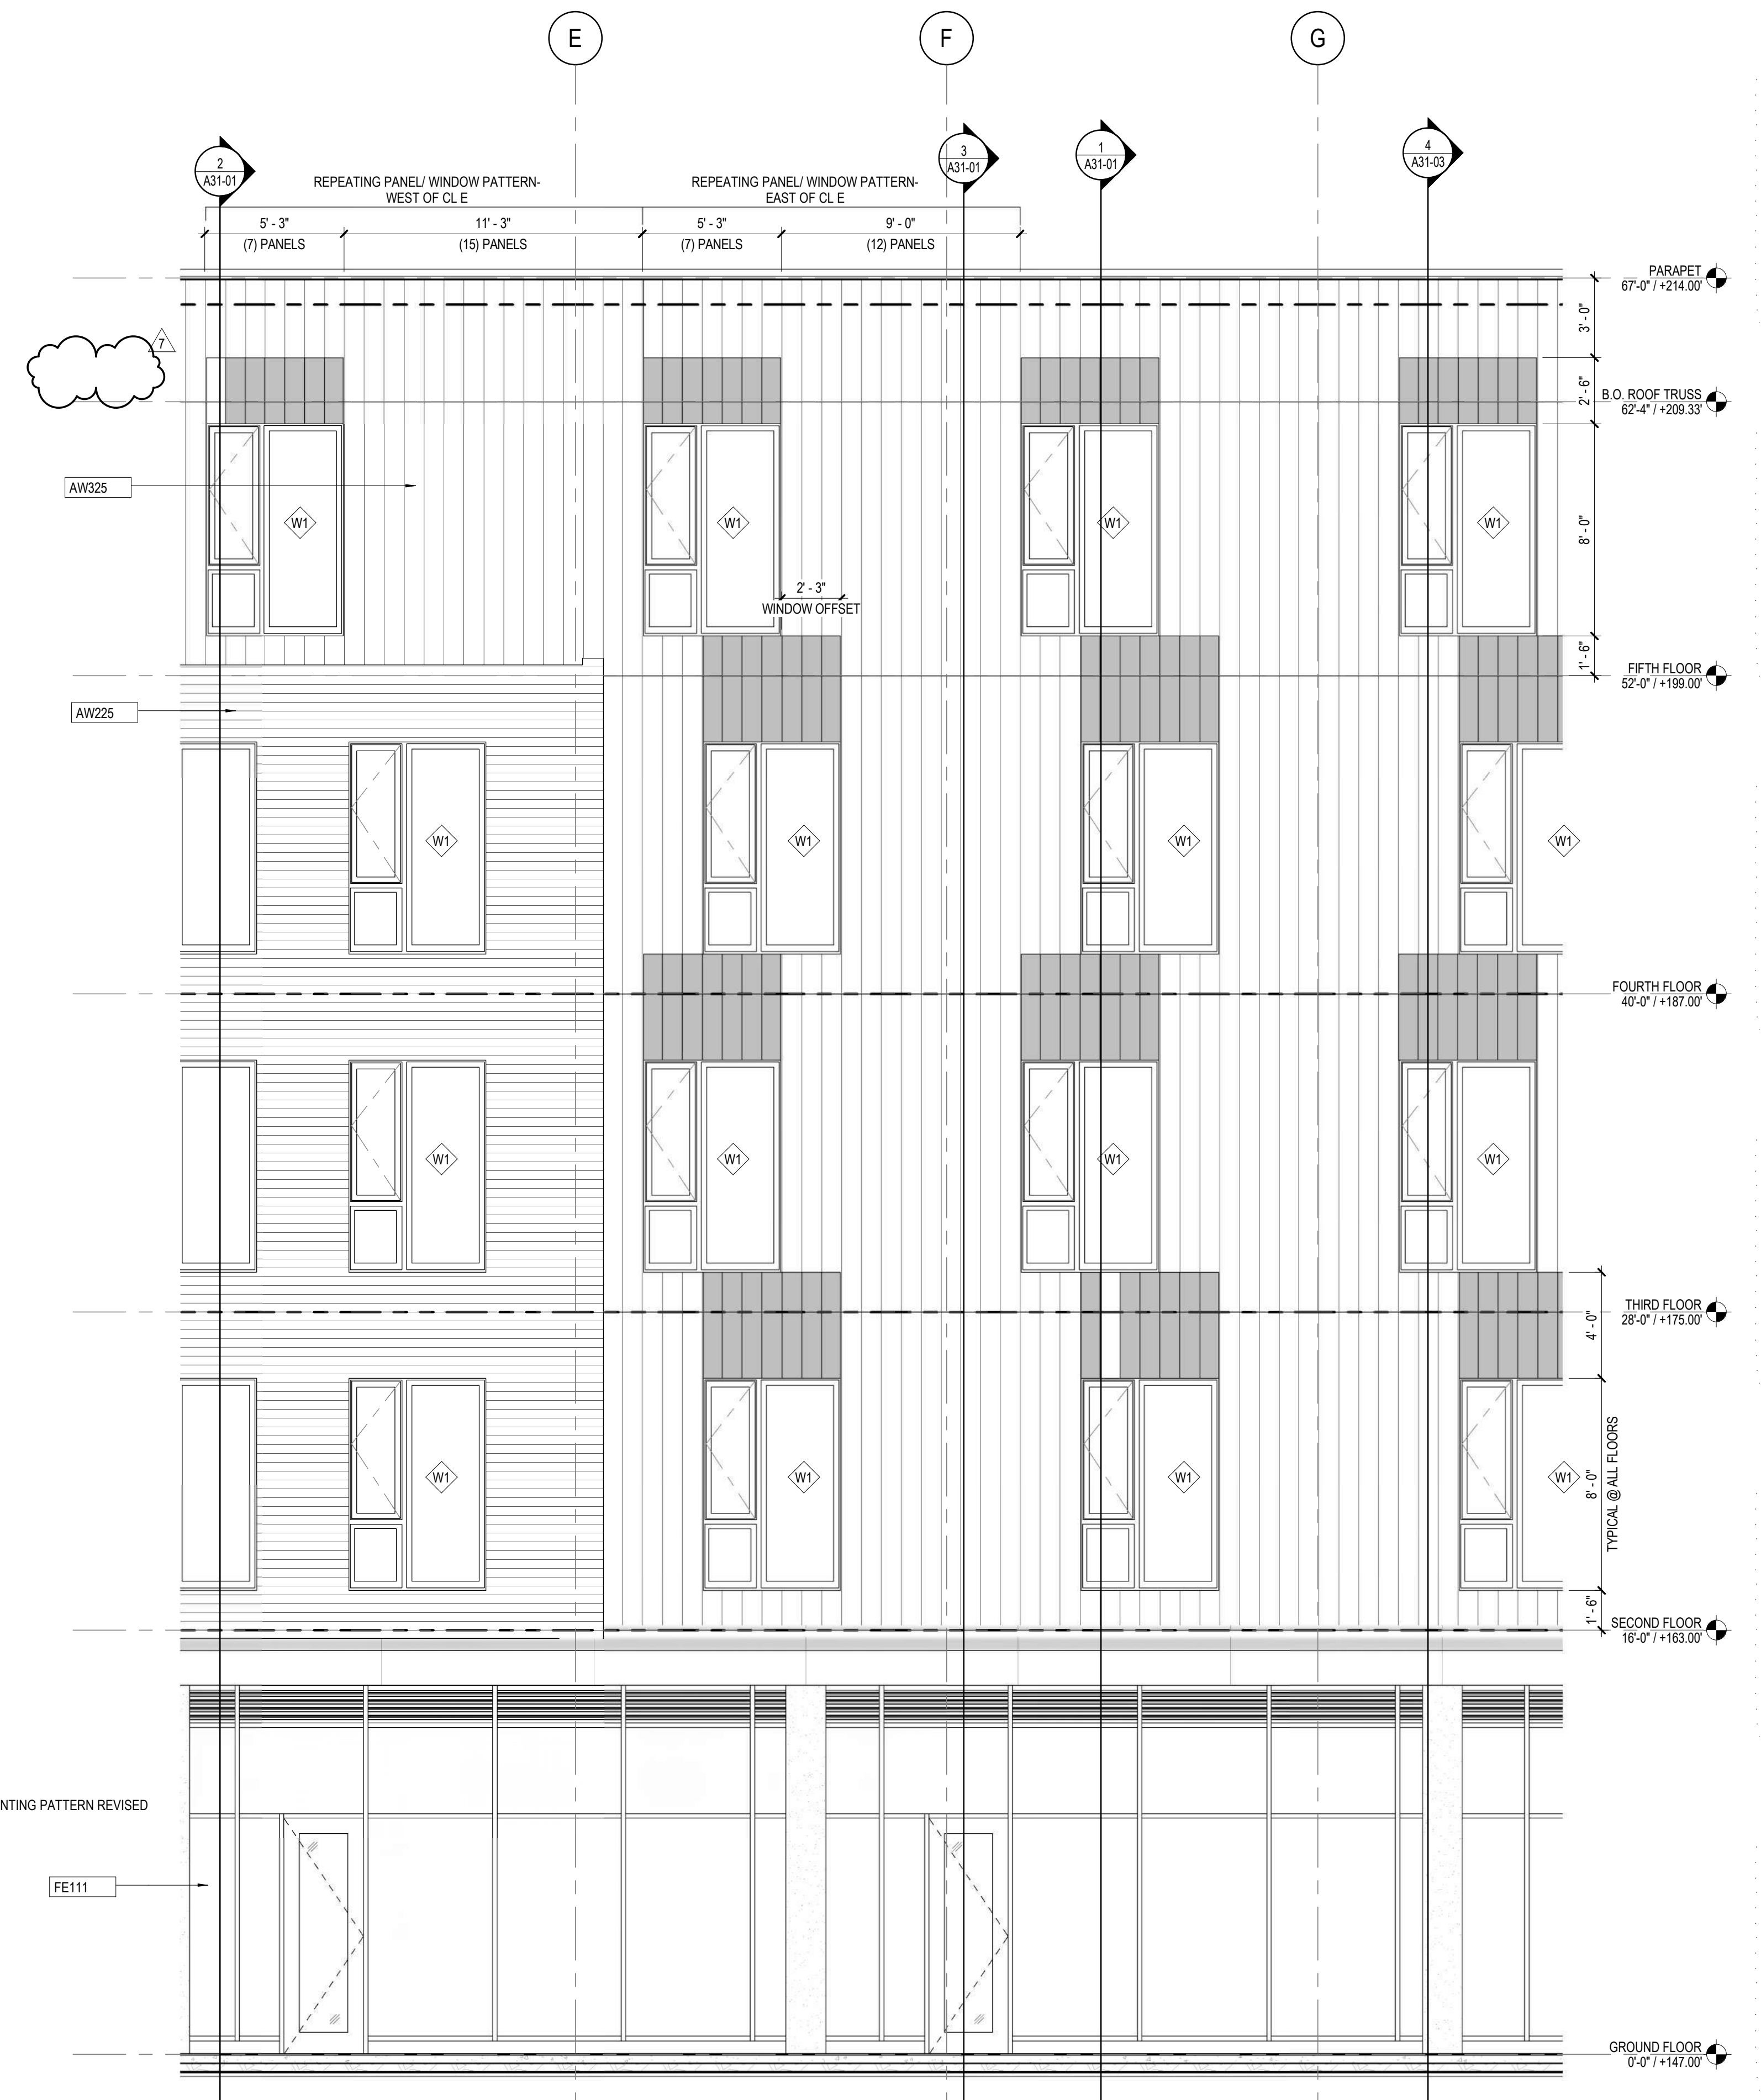 E
F
G
2
A31-01
3
A31-01
1
A31-01
4
A31-03
REPEATING PANEL/ WINDOW PATTERN-
WEST OF CL E
REPEATING PANEL/ WINDOW PATTERN-
EAST OF CL E
5' - 3"
11' - 3"
5' - 3"
9' - 0"
(7) PANELS
(15) PANELS
(7) PANELS
(12) PANELS
PARAPET
67'-0" / +214.00'
3' - 0"
7
2' - 6"
B.O. ROOF TRUSS
62'-4" / +209.33'
AW325
W1
W1
W1
W1
8' - 0"
2' - 3"
WINDOW OFFSET
1' - 6"
FIFTH FLOOR
52'-0" / +199.00'
AW225
W1
W1
W1
W1
FOURTH FLOOR
40'-0" / +187.00'
W1
W1
W1
W1
THIRD FLOOR
28'-0" / +175.00'
4' - 0"
W1
W1
W1
W1
8' - 0"
TYPICAL @ ALL FLOORS
1' - 6"
SECOND FLOOR
16'-0" / +163.00'
NTING PATTERN REVISED
FE111
GROUND FLOOR
0'-0" / +147.00'